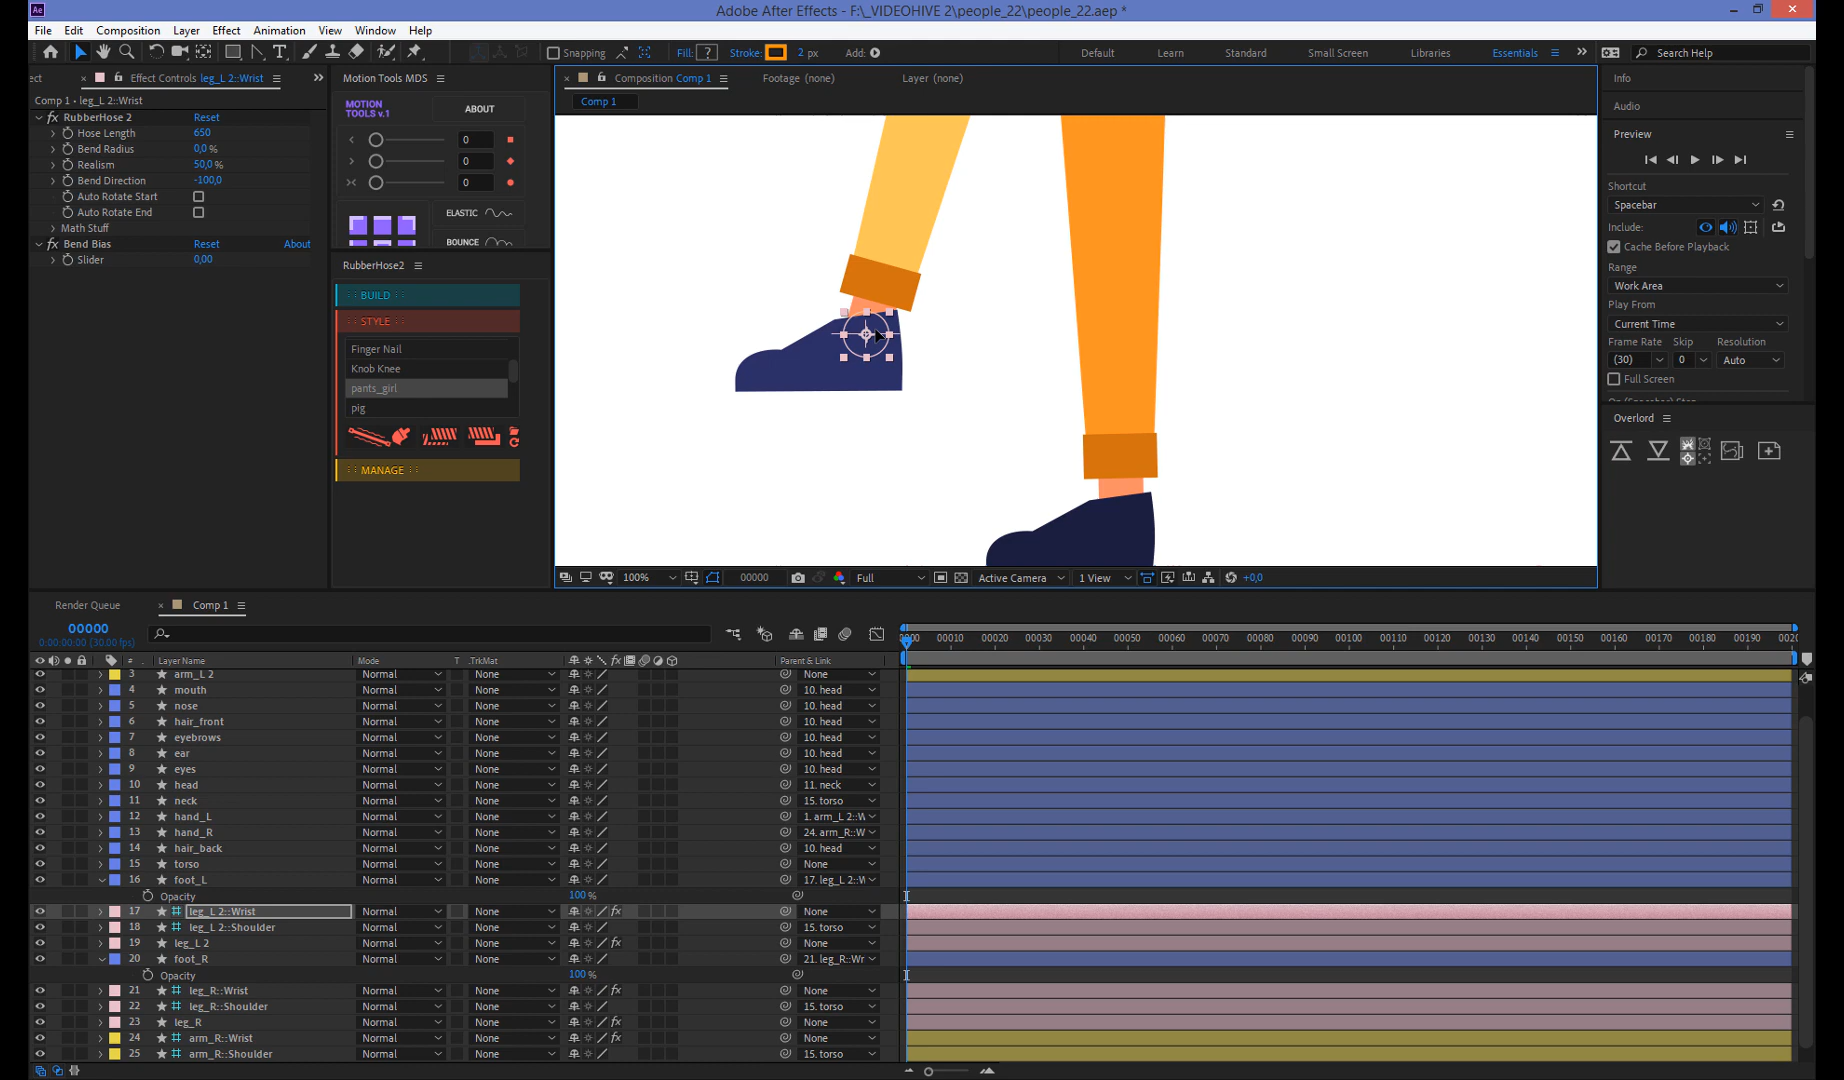 Adobe After Effects - F:\_VIDEOHIVE 2\people_22\people_22.aep *
File Edit Composition Layer Effect Animation View Window Help
Snapping Fill: ? Stroke: 2 px Add: Default Learn Standard Small Screen Libraries Essentials Search Help
ect Effect Controls leg_L 2::Wrist
Comp 1 • leg_L 2::Wrist
fx RubberHose 2 Reset
Hose Length 650
Bend Radius 0,0 %
Realism 50,0 %
Bend Direction -100,0
Auto Rotate Start
Auto Rotate End
Math Stuff
fx Bend Bias Reset About
Slider 0,00
Motion Tools MDS
MOTION
TOOLS v.1
ABOUT
0
0
0
ELASTIC
BOUNCE
RubberHose2
:: BUILD ::
:: STYLE ::
Finger Nail
Knob Knee
pants_girl
pig
:: MANAGE ::
Composition Comp 1 Footage (none) Layer (none)
Comp 1
100% 00000 Full Active Camera 1 View +0,0
Info
Audio
Preview
Shortcut
Spacebar
Include:
Cache Before Playback
Range
Work Area
Play From
Current Time
Frame Rate Skip Resolution
(30) 0 Auto
Full Screen
On (Spacebar) Stop
Overlord
Render Queue Comp 1
00000
0:00:00:00 (30.00 fps)
00010 00020 00030 00040 00050 00060 00070 00080 00090 00100 00110 00120 00130 00140 00150 00160 00170 00180 00190
# Layer Name Mode T .TrkMat Parent & Link
3 arm_L 2 Normal None None
4 mouth Normal None 10. head
5 nose Normal None 10. head
6 hair_front Normal None 10. head
7 eyebrows Normal None 10. head
8 ear Normal None 10. head
9 eyes Normal None 10. head
10 head Normal None 11. neck
11 neck Normal None 15. torso
12 hand_L Normal None 1. arm_L 2::W
13 hand_R Normal None 24. arm_R::W
14 hair_back Normal None 10. head
15 torso Normal None None
16 foot_L Normal None 17. leg_L 2::W
Opacity 100 %
17 leg_L 2::Wrist Normal None fx None
18 leg_L 2::Shoulder Normal None 15. torso
19 leg_L 2 Normal None fx None
20 foot_R Normal None 21. leg_R::Wr
Opacity 100 %
21 leg_R::Wrist Normal None fx None
22 leg_R::Shoulder Normal None 15. torso
23 leg_R Normal None fx None
24 arm_R::Wrist Normal None fx None
25 arm_R::Shoulder Normal None 15. torso